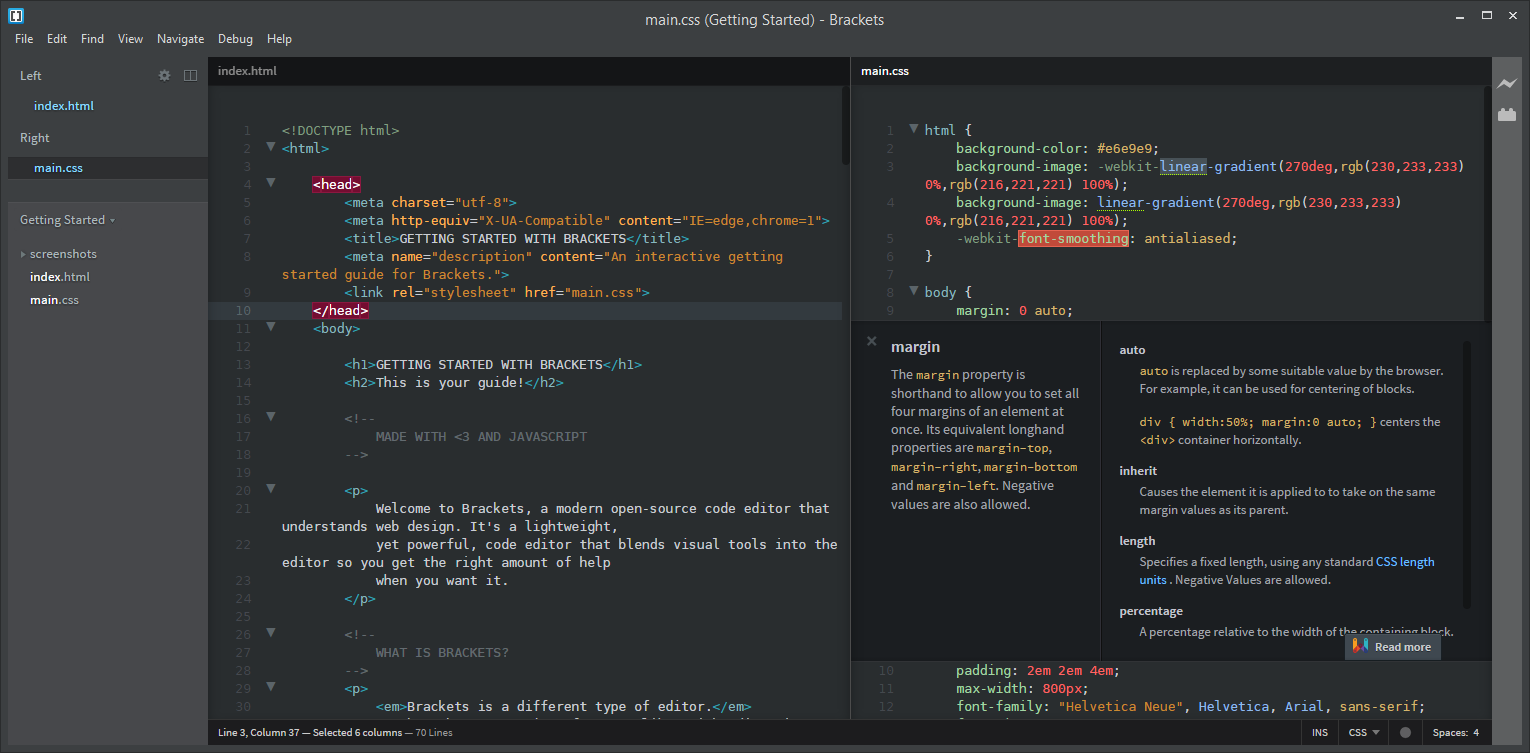 main.css (Getting Started) - Brackets
File Edit Find View Navigate Debug Help
Left
index.html
Right
main.css
Getting Started
screenshots
index.html
main.css
index.html
1 <!DOCTYPE html>
2 <html>
3
4 <head>
5 <meta charset="utf-8">
6 <meta http-equiv="X-UA-Compatible" content="IE=edge,chrome=1">
7 <title>GETTING STARTED WITH BRACKETS</title>
8 <meta name="description" content="An interactive getting
started guide for Brackets.">
9 <link rel="stylesheet" href="main.css">
10 </head>
11 <body>
12
13 <h1>GETTING STARTED WITH BRACKETS</h1>
14 <h2>This is your guide!</h2>
15
16 <!--
17 MADE WITH <3 AND JAVASCRIPT
18 -->
19
20 <p>
21 Welcome to Brackets, a modern open-source code editor that
understands web design. It's a lightweight,
22 yet powerful, code editor that blends visual tools into the
editor so you get the right amount of help
23 when you want it.
24 </p>
25
26 <!--
27 WHAT IS BRACKETS?
28 -->
29 <p>
30 <em>Brackets is a different type of editor.</em>
main.css
1 html {
2 background-color: #e6e9e9;
3 background-image: -webkit-linear-gradient(270deg,rgb(230,233,233)
0%,rgb(216,221,221) 100%);
4 background-image: linear-gradient(270deg,rgb(230,233,233)
0%,rgb(216,221,221) 100%);
5 -webkit-font-smoothing: antialiased;
6 }
7
8 body {
9 margin: 0 auto;
margin
The margin property is
shorthand to allow you to set all
four margins of an element at
once. Its equivalent longhand
properties are margin-top,
margin-right, margin-bottom
and margin-left. Negative
values are also allowed.
auto
auto is replaced by some suitable value by the browser.
For example, it can be used for centering of blocks.
div { width:50%; margin:0 auto; } centers the
<div> container horizontally.
inherit
Causes the element it is applied to to take on the same
margin values as its parent.
length
Specifies a fixed length, using any standard CSS length
units . Negative Values are allowed.
percentage
A percentage relative to the width of the containing block.
Read more
10 padding: 2em 2em 4em;
11 max-width: 800px;
12 font-family: "Helvetica Neue", Helvetica, Arial, sans-serif;
Line 3, Column 37 — Selected 6 columns — 70 Lines
INS CSS Spaces: 4